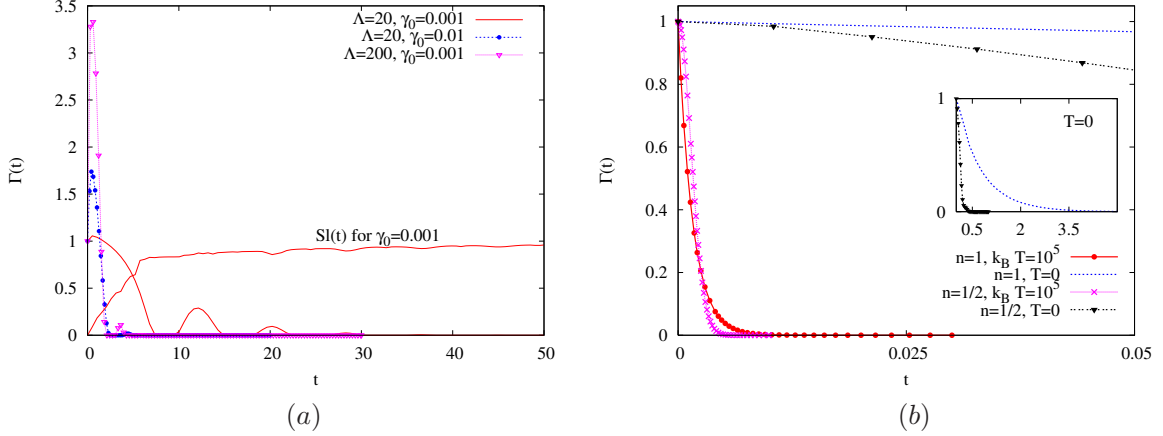 Λ=20, γ0=0.001
Λ=20, γ0=0.01
Λ=200, γ0=0.001
4
3.5
3
2.5
2
1.5
1
0.5
0
Γ(t)
Sl(t) for γ0=0.001
0 10 20 30 40 50
t
(a)
1
0.8
0.6
0.4
0.2
0
Γ(t)
T=0
1
0
0.5 2 3.5
n=1, kB T=10^5
n=1, T=0
n=1/2, kB T=10^5
n=1/2, T=0
0 0.025 0.05
t
(b)